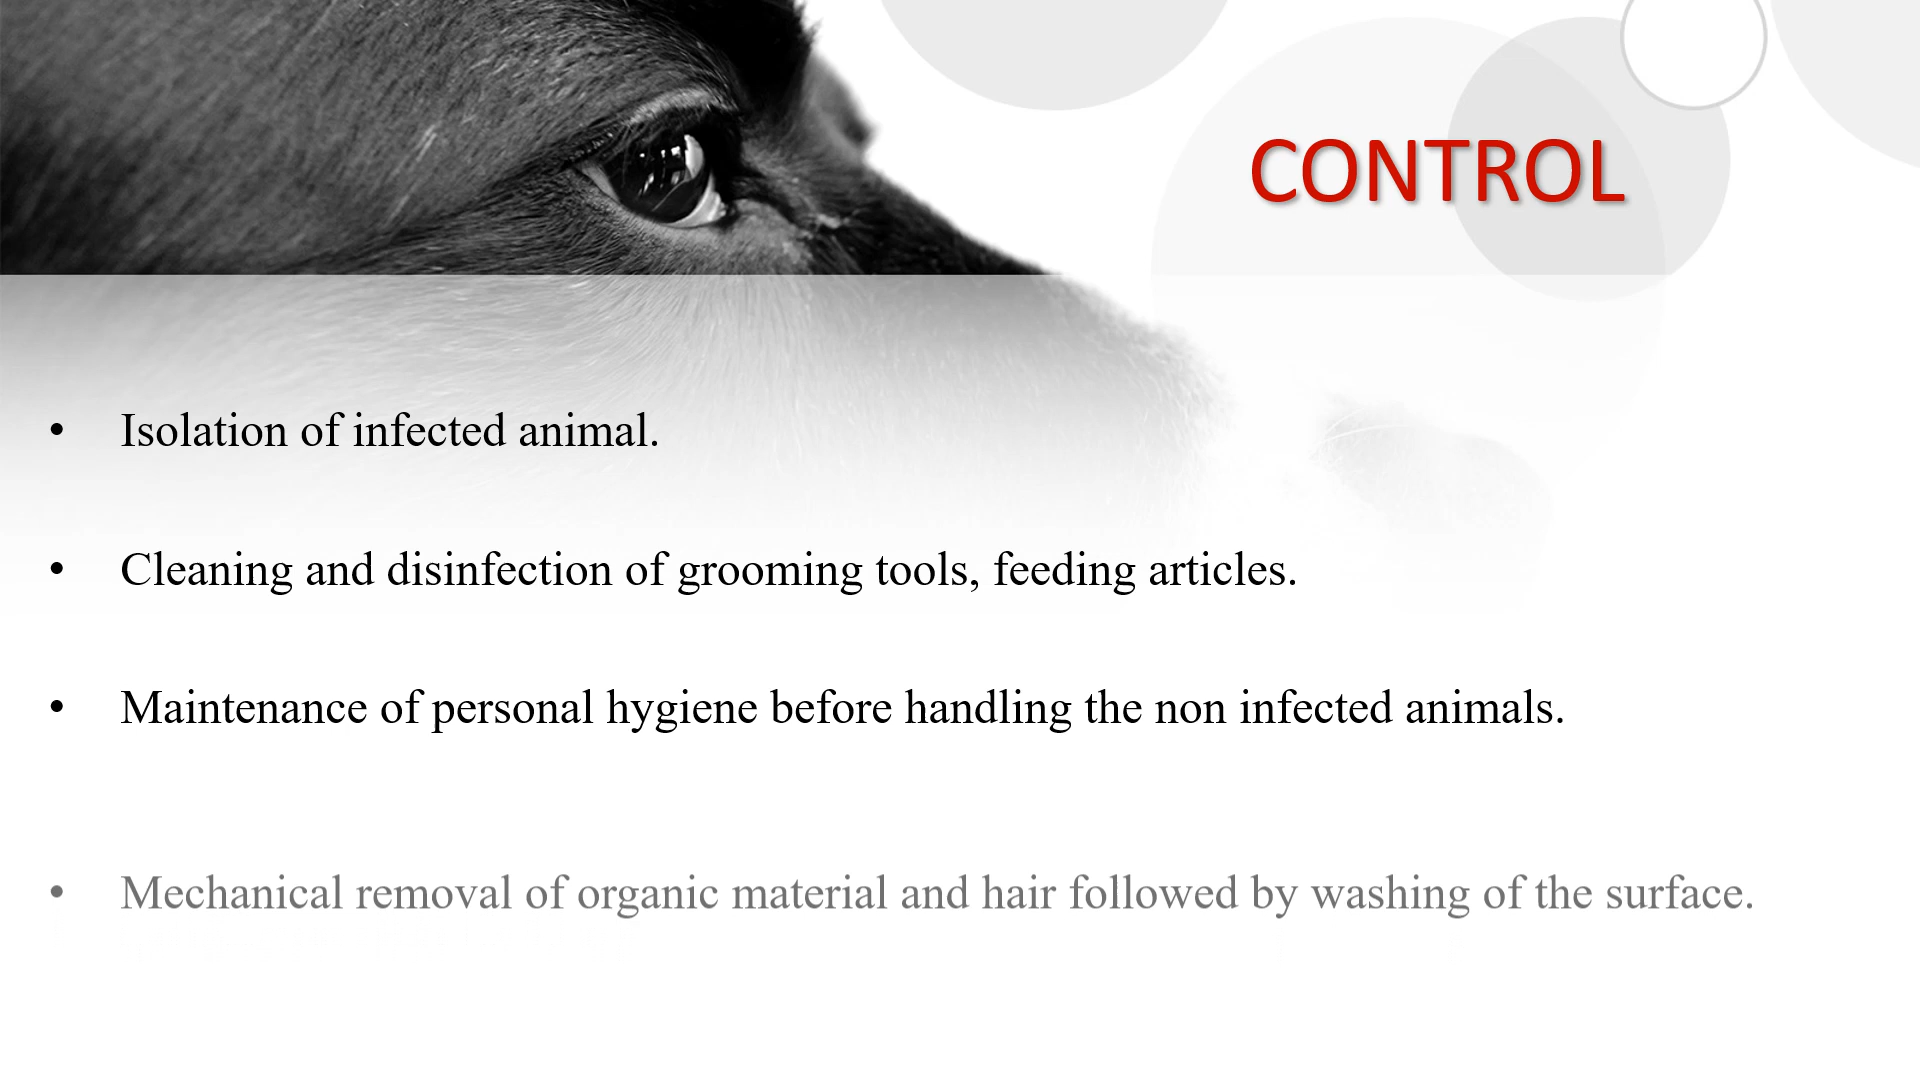 CONTROL
• Isolation of infected animal.
• Cleaning and disinfection of grooming tools, feeding articles.
• Maintenance of personal hygiene before handling the non infected animals.
• Mechanical removal of organic material and hair followed by washing of the surface.